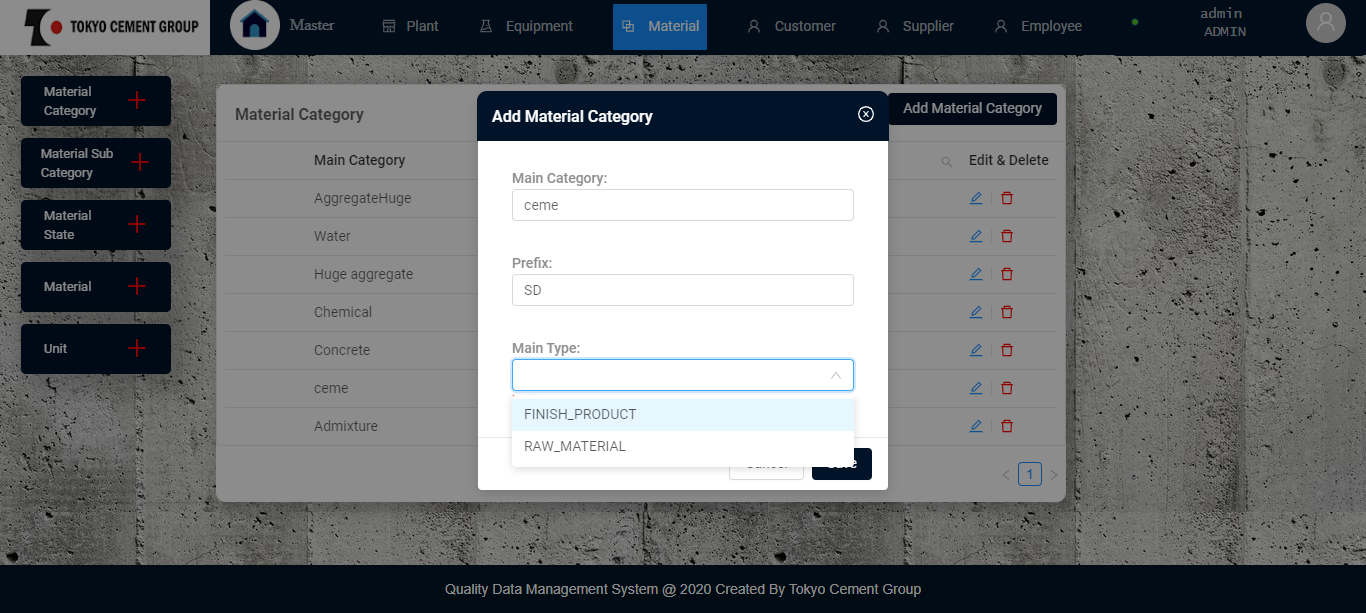 TOKYO CEMENT GROUP
Master
Plant
Equipment
Material
Customer
Supplier
Employee
admin
ADMIN
Material
Category
Material Sub
Category
Material
State
Material
Unit
Material Category
Add Material Category
Main Category
Edit & Delete
AggregateHuge
Water
Huge aggregate
Chemical
Concrete
ceme
Admixture
1
Add Material Category
Main Category:
ceme
Prefix:
SD
Main Type:
FINISH_PRODUCT
RAW_MATERIAL
Quality Data Management System @ 2020 Created By Tokyo Cement Group